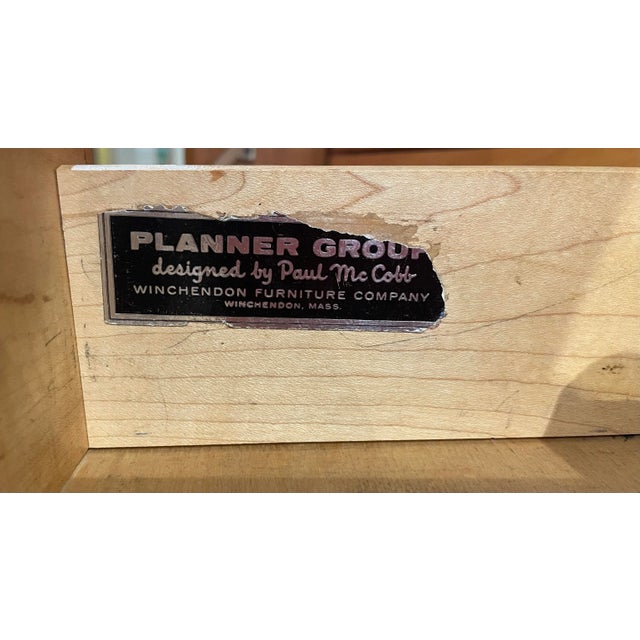 PLANNER GROUP
designed by Paul McCobb
WINCHENDON FURNITURE COMPANY
WINCHENDON, MASS.